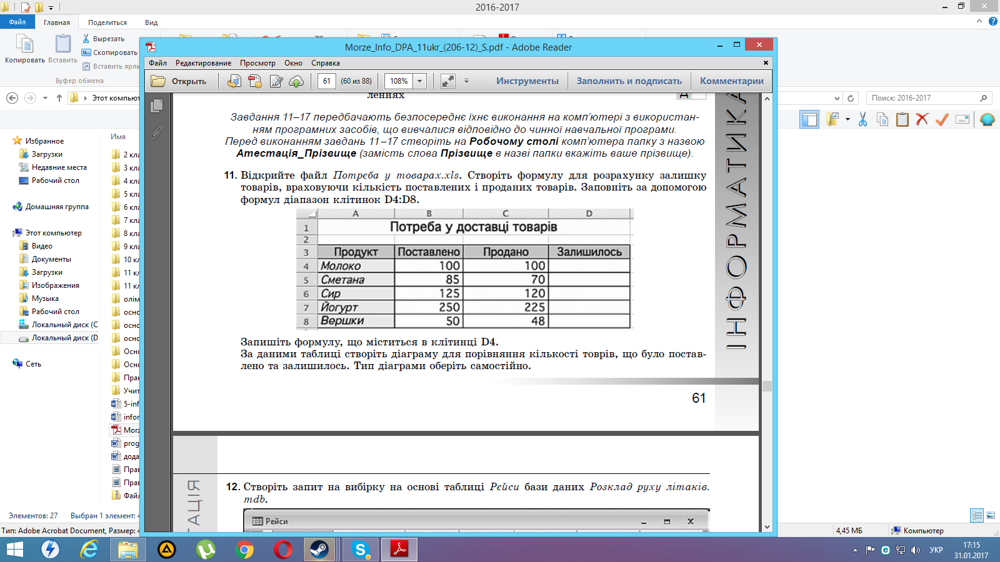 2016-2017
Файл
Главная
Поделиться
Вид
Копировать
Вставить
Вырезать
Скопировать
Вставить ярлы
Буфер обмена
Этот компьют
Поиск: 2016-2017
Избранное
Загрузки
Недавние места
Рабочий стол
Домашняя группа
Этот компьютер
Видео
Документы
Загрузки
Изображения
Музыка
Рабочий стол
Локальный диск (C
Локальный диск (D
Сеть
Имя
2 кла
3 кла
4 кла
5 кла
6 кла
7 кла
8 кла
9 кла
10 кл
11 кл
11 кл
олім
осно
осно
осно
Осно
Осно
Прак
Учит
5-inf
infor
Morz
prog
дода
Прав
Прав
Файл
Элементов: 27
Выбран 1 элемент: 4
Тип: Adobe Acrobat Document, Размер: 4
4,45 МБ
Компьютер
Morze_Info_DPA_11ukr_(206-12)_S.pdf - Adobe Reader
Файл Редактирование Просмотр Окно Справка
Открыть
61
(60 из 88)
108%
Инструменты
Заполнить и подписать
Комментарии
леннях
Д
Завдання 11–17 передбачають безпосереднє їхнє виконання на комп’ютері з використан-
ням програмних засобів, що вивчалися відповідно до чинної навчальної програми.
Перед виконанням завдань 11–17 створіть на Робочому столі комп’ютера папку з назвою
Атестація_Прізвище (замість слова Прізвище в назві папки вкажіть ваше прізвище).
11. Відкрийте файл Потреба у товарах.xls. Створіть формулу для розрахунку залишку
товарів, враховуючи кількість поставлених і проданих товарів. Заповніть за допомогою
формул діапазон клітинок D4:D8.
A B C D
1 Потреба у доставці товарів
2
3 Продукт Поставлено Продано Залишилось
4 Молоко 100 100
5 Сметана 85 70
6 Сир 125 120
7 Йогурт 250 225
8 Вершки 50 48
Запишіть формулу, що міститься в клітинці D4.
За даними таблиці створіть діаграму для порівняння кількості товрів, що було постав-
лено та залишилось. Тип діаграми оберіть самостійно.
61
ІНФОРМАТИКА
12. Створіть запит на вибірку на основі таблиці Рейси бази даних Розклад руху літаків.
mdb.
Рейси
АЦІЯ
УКР
17:15
31.01.2017